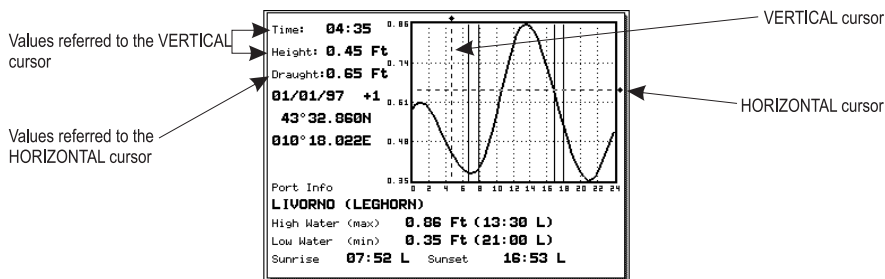 Values referred to the VERTICAL
cursor
Values referred to the
HORIZONTAL cursor
Time: 04:35
Height: 0.45 Ft
Draught:0.65 Ft
01/01/97 +1
43°32.860N
010°18.022E
0.86
0.74
0.61
0.48
0.35
0 2 4 6 8 10 12 14 16 18 20 22 24
VERTICAL cursor
HORIZONTAL cursor
Port Info
LIVORNO (LEGHORN)
High Water (max) 0.86 Ft (13:30 L)
Low Water (min) 0.35 Ft (21:00 L)
Sunrise 07:52 L Sunset 16:53 L